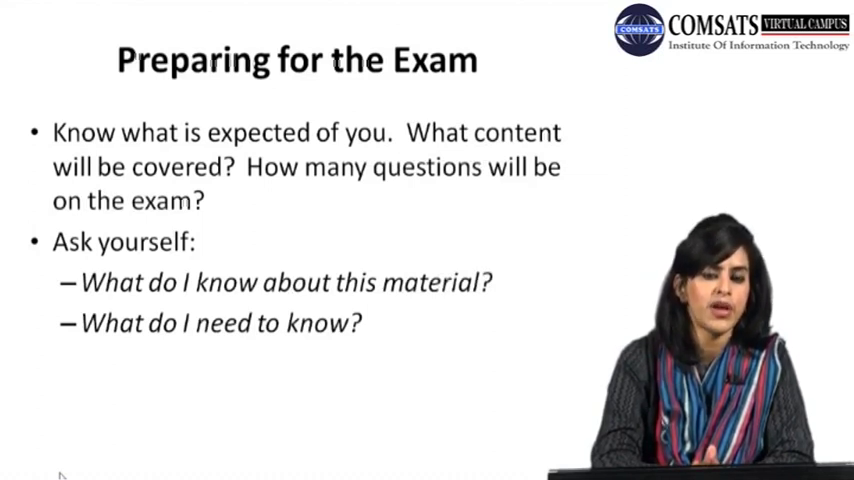 COMSATS VIRTUAL CAMPUS
Institute Of Information Technology
COMSATS
Preparing for the Exam
• Know what is expected of you. What content
will be covered? How many questions will be
on the exam?
• Ask yourself:
– What do I know about this material?
– What do I need to know?